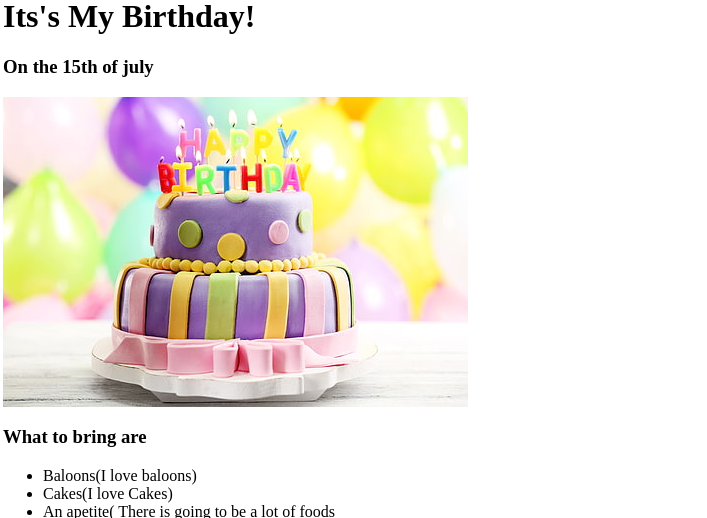 Its's My Birthday!
On the 15th of july
HAPPY
BIRTHDAY
What to bring are
Baloons(I love baloons)
Cakes(I love Cakes)
An apetite( There is going to be a lot of foods